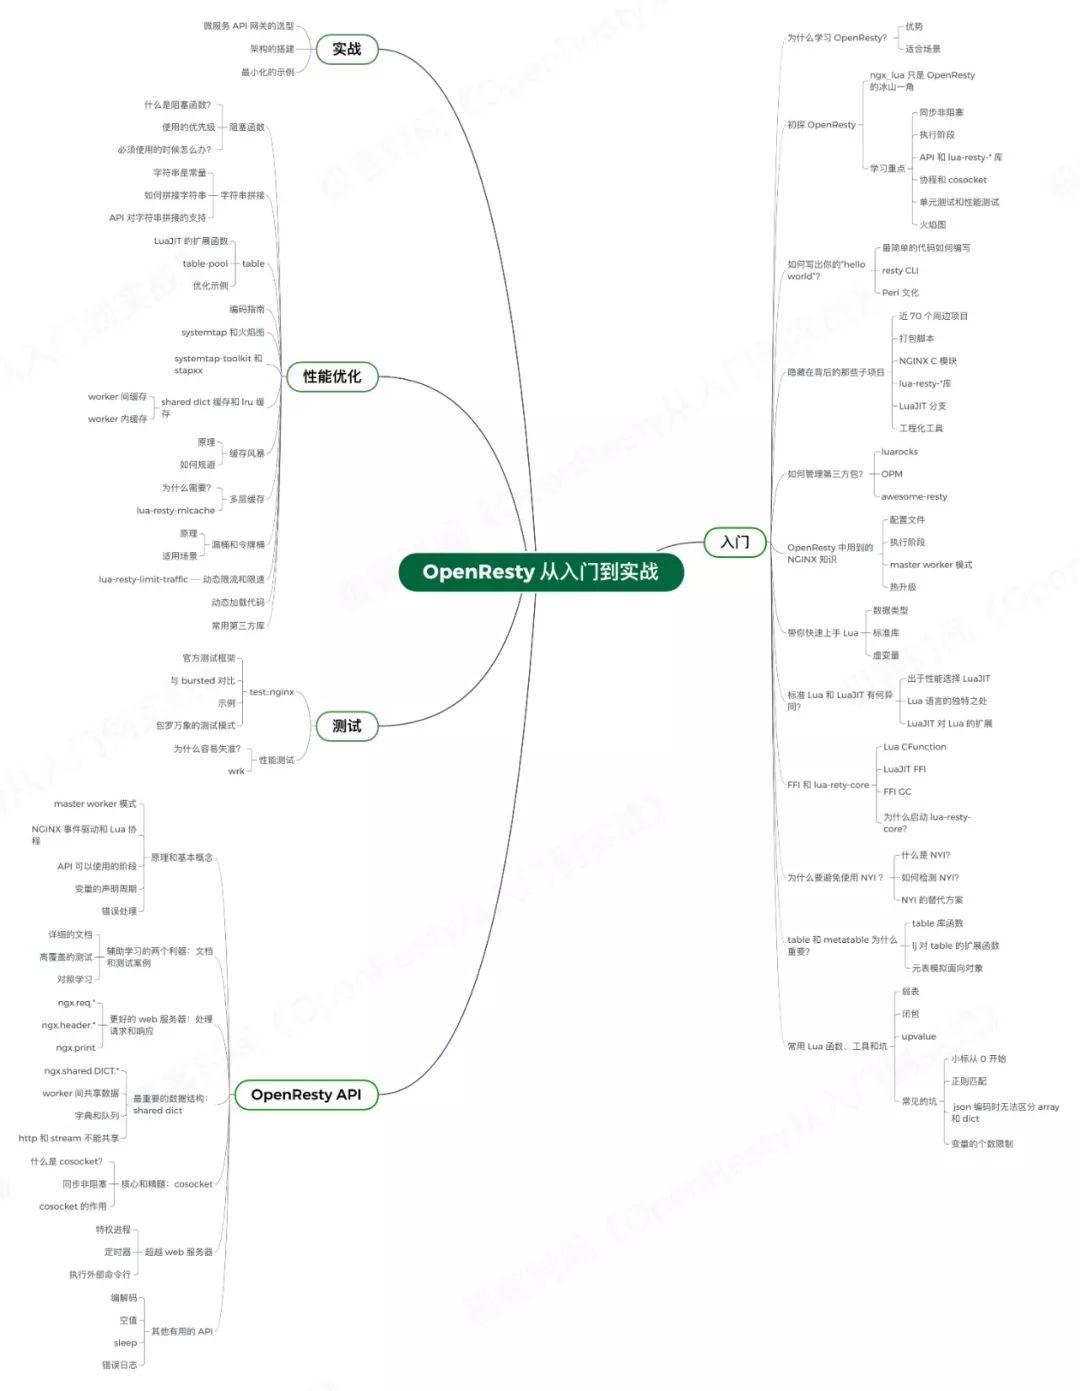 OpenResty 从入门到实战
入门
为什么学习 OpenResty?
优势
适合场景
初探 OpenResty
ngx_lua 只是 OpenResty
的冰山一角
学习重点
同步非阻塞
执行阶段
API 和 lua-resty-* 库
协程和 cosocket
单元测试和性能测试
火焰图
如何写出你的“hello
world”?
最简单的代码如何编写
resty CLI
Perl 文化
隐藏在背后的那些子项目
近 70 个周边项目
打包脚本
NGINX C 模块
lua-resty-*库
LuaJIT 分支
工程化工具
如何管理第三方包?
luarocks
OPM
awesome-resty
OpenResty 中用到的
NGINX 知识
配置文件
执行阶段
master worker 模式
热升级
带你快速上手 Lua
数据类型
标准库
虚变量
标准 Lua 和 LuaJIT 有何异
同?
出于性能选择 LuaJIT
Lua 语言的独特之处
LuaJIT 对 Lua 的扩展
FFI 和 lua-rety-core
Lua CFunction
LuaJIT FFI
FFI GC
为什么启动 lua-resty-
core?
为什么要避免使用 NYI ?
什么是 NYI?
如何检测 NYI?
NYI 的替代方案
table 和 metatable 为什么
重要?
table 库函数
lj 对 table 的扩展函数
元表模拟面向对象
常用 Lua 函数、工具和坑
弱表
闭包
upvalue
常见的坑
小标从 0 开始
正则匹配
json 编码时无法区分 array
和 dict
变量的个数限制
实战
微服务 API 网关的选型
架构的搭建
最小化的示例
性能优化
阻塞函数
什么是阻塞函数?
使用的优先级
必须使用的时候怎么办?
字符串拼接
字符串是常量
如何拼接字符串
API 对字符串拼接的支持
table
LuaJIT 的扩展函数
table-pool
优化示例
编码指南
systemtap 和火焰图
systemtap-toolkit 和
stapxx
shared dict 缓存和 lru 缓
存
worker 间缓存
worker 内缓存
缓存风暴
原理
如何规避
多层缓存
为什么需要?
lua-resty-mlcache
漏桶和令牌桶
原理
适用场景
动态限流和限速
lua-resty-limit-traffic
动态加载代码
常用第三方库
测试
test::nginx
官方测试框架
与 bursted 对比
示例
包罗万象的测试模式
性能测试
为什么容易失准?
wrk
OpenResty API
原理和基本概念
master worker 模式
NGINX 事件驱动和 Lua 协
程
API 可以使用的阶段
变量的声明周期
错误处理
辅助学习的两个利器：文档
和测试案例
详细的文档
高覆盖的测试
对照学习
更好的 web 服务器：处理
请求和响应
ngx.req.*
ngx.header.*
ngx.print
最重要的数据结构：
shared dict
ngx.shared.DICT.*
worker 间共享数据
字典和队列
http 和 stream 不能共享
核心和精髓：cosocket
什么是 cosocket?
同步非阻塞
cosocket 的作用
超越 web 服务器
特权进程
定时器
执行外部命令行
其他有用的 API
编解码
空值
sleep
错误日志